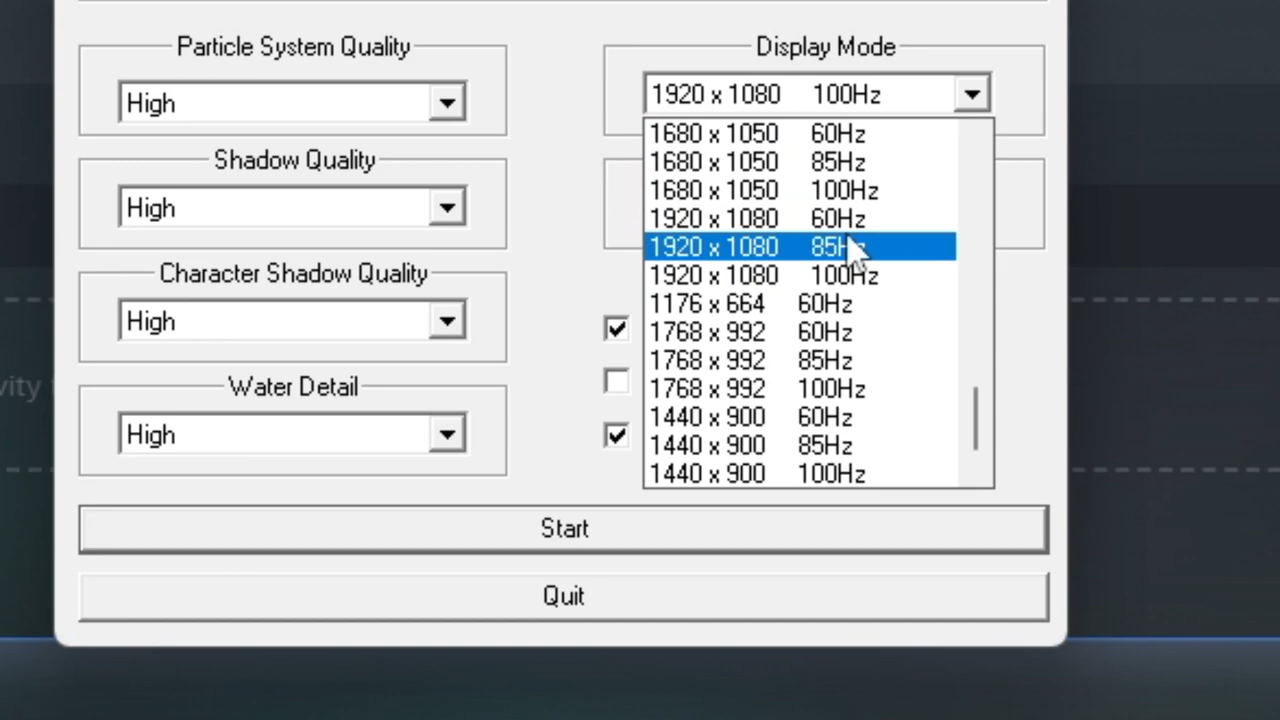 Particle System Quality
High
Shadow Quality
High
Character Shadow Quality
High
Water Detail
High
Display Mode
1920 x 1080 100Hz
1680 x 1050 60Hz
1680 x 1050 85Hz
1680 x 1050 100Hz
1920 x 1080 60Hz
1920 x 1080 85Hz
1920 x 1080 100Hz
1176 x 664 60Hz
1768 x 992 60Hz
1768 x 992 85Hz
1768 x 992 100Hz
1440 x 900 60Hz
1440 x 900 85Hz
1440 x 900 100Hz
Start
Quit